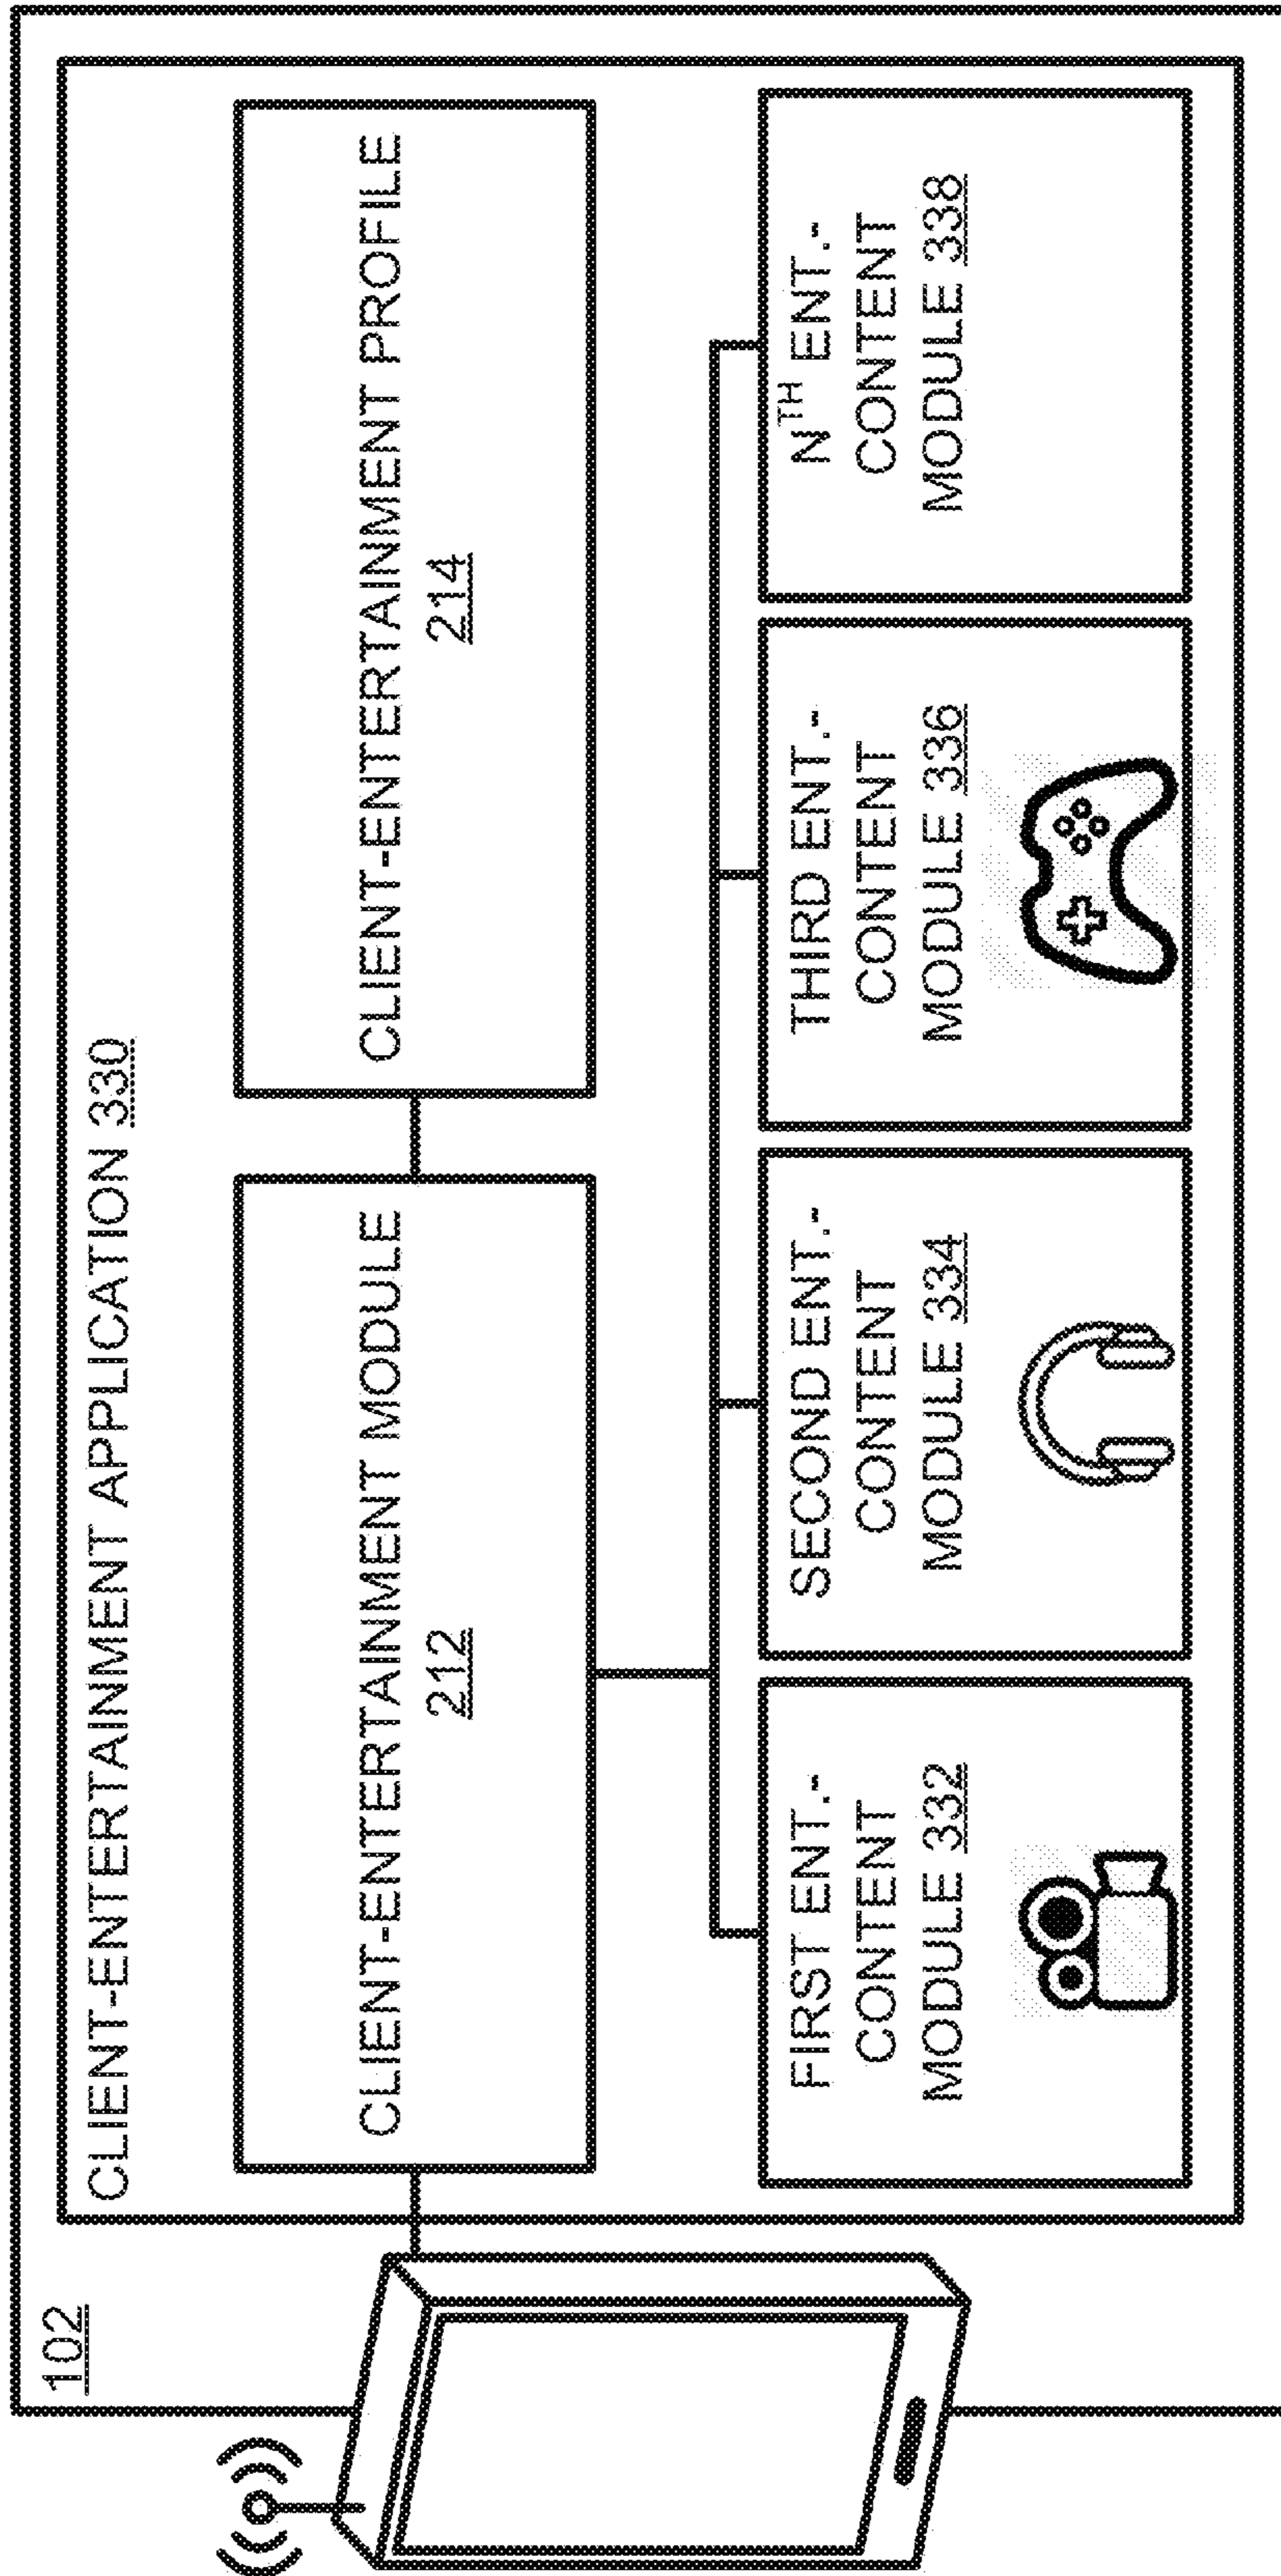 102
CLIENT-ENTERTAINMENT APPLICATION 330
CLIENT-ENTERTAINMENT MODULE
212
CLIENT-ENTERTAINMENT PROFILE
214
FIRST ENT.-
CONTENT
MODULE 332
SECOND ENT.-
CONTENT
MODULE 334
THIRD ENT.-
CONTENT
MODULE 336
NTH ENT.-
CONTENT
MODULE 338